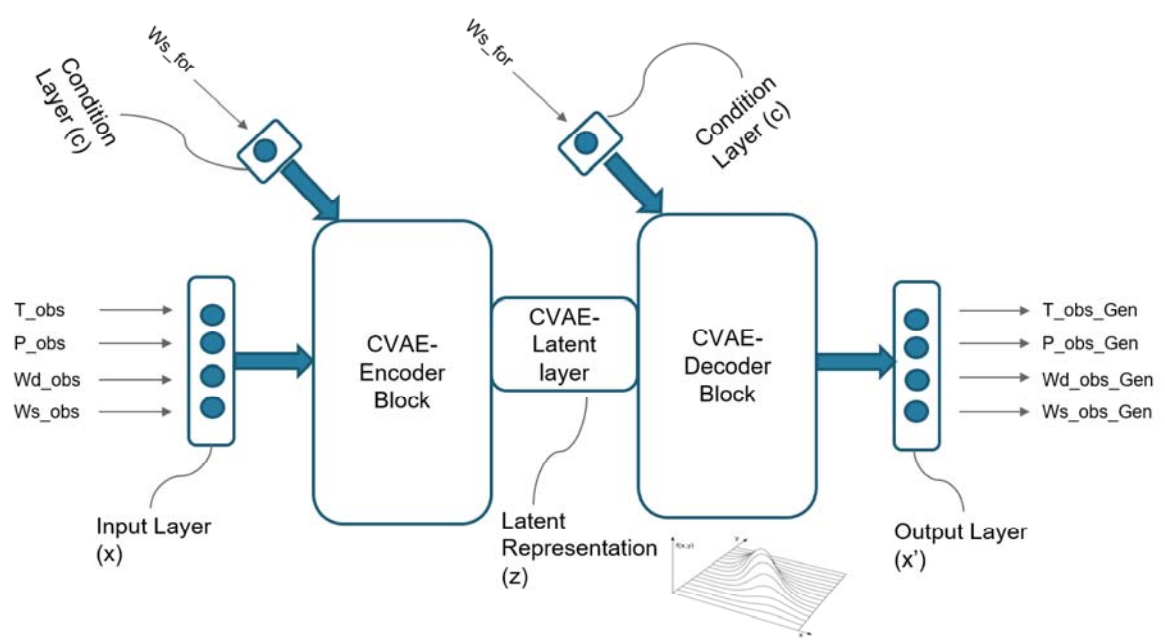 Ws_for
Condition
Layer (c)
Ws_for
Condition
Layer (c)
T_obs
P_obs
Wd_obs
Ws_obs
CVAE-
Encoder
Block
CVAE-
Latent
layer
CVAE-
Decoder
Block
T_obs_Gen
P_obs_Gen
Wd_obs_Gen
Ws_obs_Gen
Input Layer
(x)
Latent
Representation
(z)
f(x,y)
y
x
Output Layer
(x')